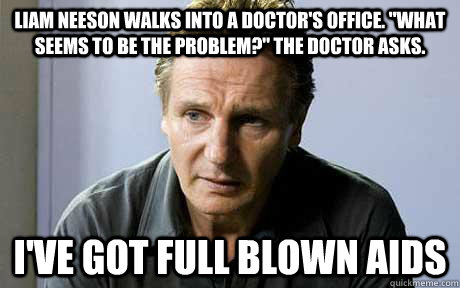 LIAM NEESON WALKS INTO A DOCTOR'S OFFICE. "WHAT
SEEMS TO BE THE PROBLEM?" THE DOCTOR ASKS.
I'VE GOT FULL BLOWN AIDS
quickmeme.com